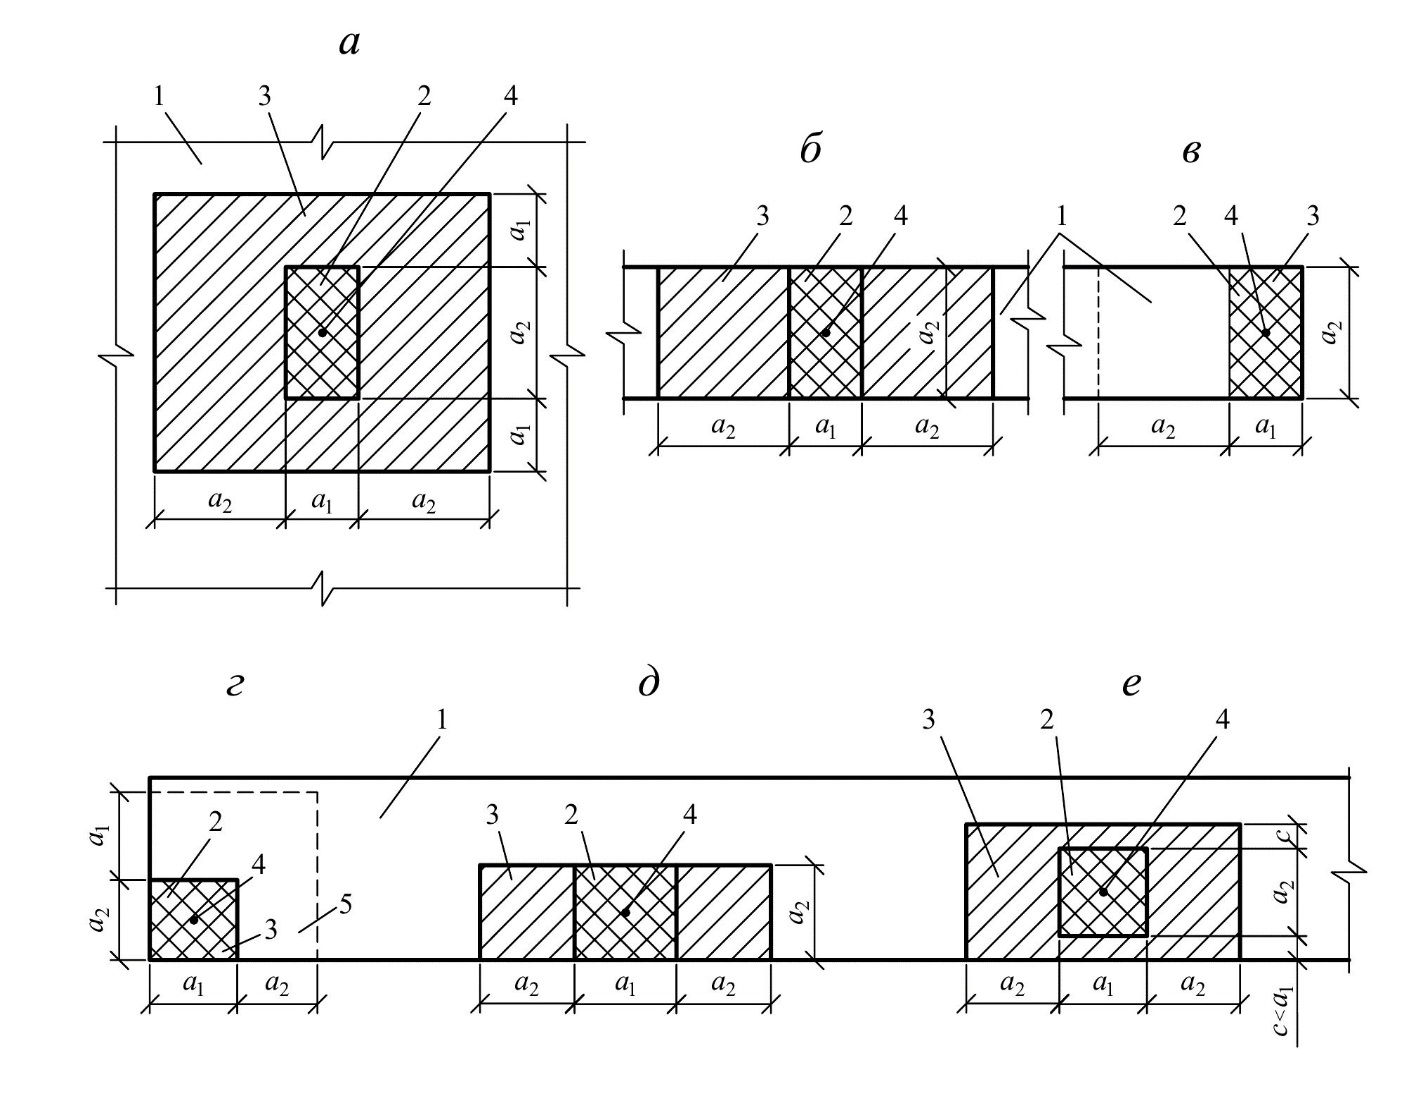 а
1 3 2 4
a₁
a₂
a₁
a₂ a₁ a₂
б в
3 2 4 1 2 4 3
a₂ a₂
a₂ a₁ a₂ a₂ a₁
г д е
1 3 2 4
a₁ 2 3 2 4 c
4
a₂ 5 a₂ a₂
3
a₁ a₂ a₂ a₁ a₂ a₂ a₁ a₂
c<a₁